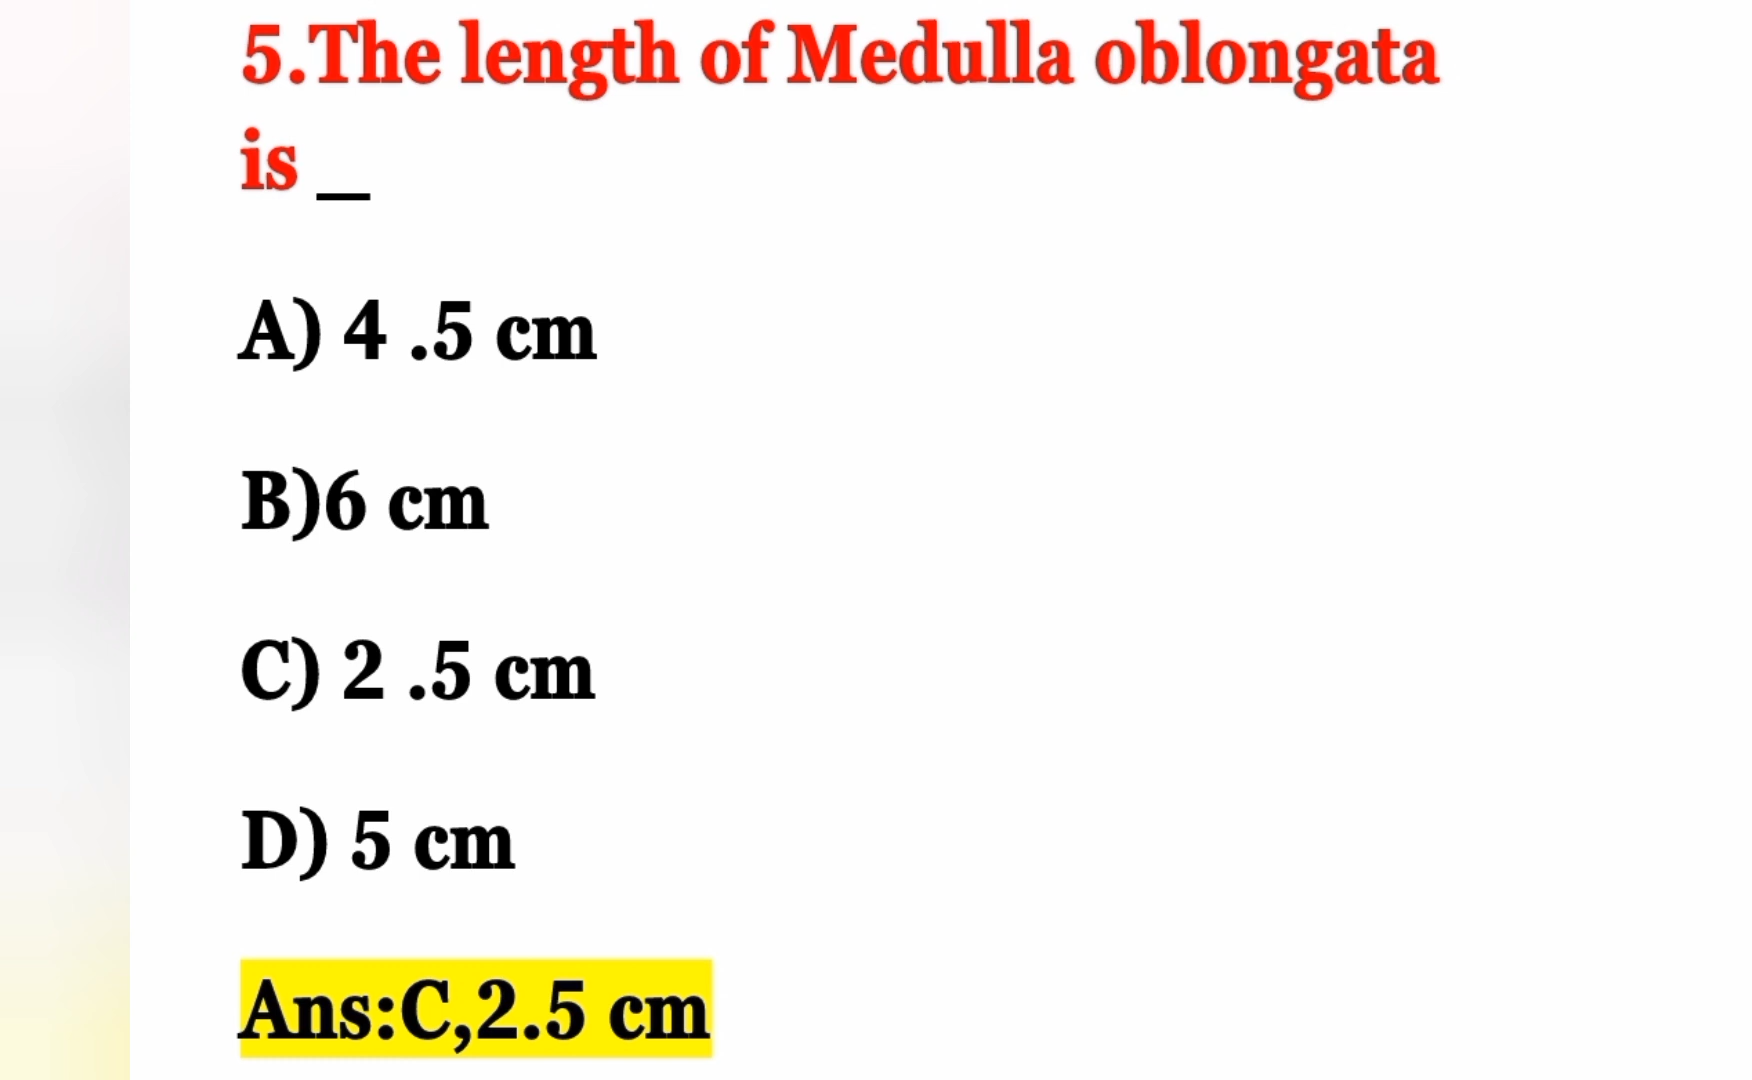 5.The length of Medulla oblongata
is _
A) 4 .5 cm
B)6 cm
C) 2 .5 cm
D) 5 cm
Ans:C,2.5 cm